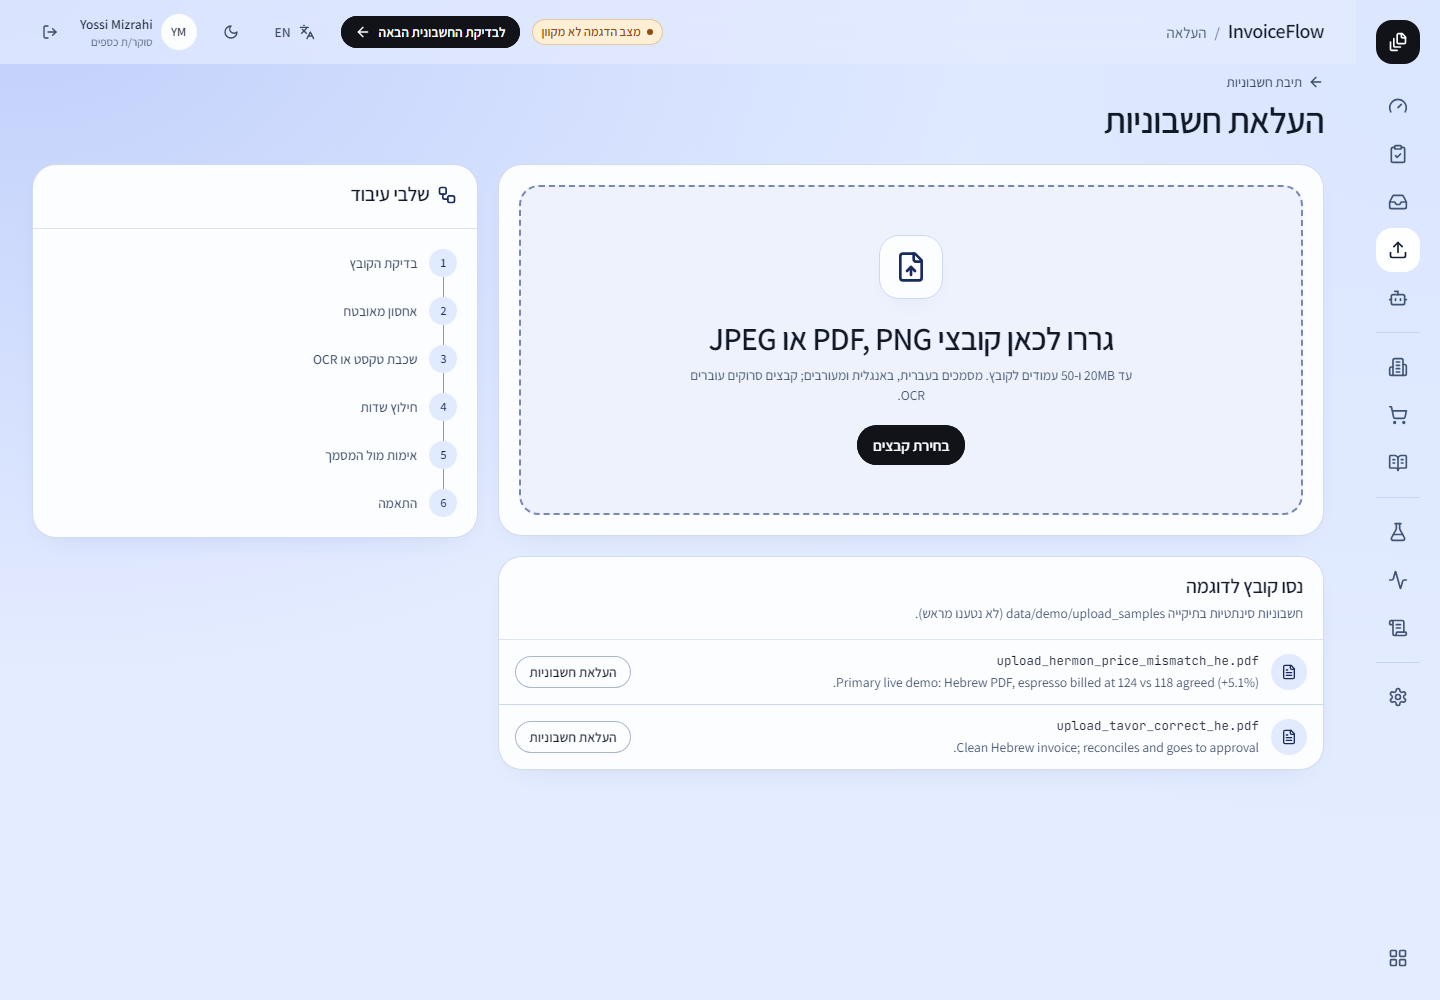 InvoiceFlow / העלאה
מצב הדגמה לא מקוון
לבדיקת החשבונית הבאה
EN
YM
Yossi Mizrahi
סוקר/ת כספים
תיבת חשבוניות
העלאת חשבוניות
גררו לכאן קובצי PDF, PNG או JPEG
עד 20MB ו-50 עמודים לקובץ. מסמכים בעברית, באנגלית ומעורבים; קבצים סרוקים עוברים
OCR.
בחירת קבצים
שלבי עיבוד
1 בדיקת הקובץ
2 אחסון מאובטח
3 שכבת טקסט או OCR
4 חילוץ שדות
5 אימות מול המסמך
6 התאמה
נסו קובץ לדוגמה
חשבוניות סינתטיות בתיקייה data/demo/upload_samples (לא נטענו מראש).
upload_hermon_price_mismatch_he.pdf
Primary live demo: Hebrew PDF, espresso billed at 124 vs 118 agreed (+5.1%).
העלאת חשבוניות
upload_tavor_correct_he.pdf
Clean Hebrew invoice; reconciles and goes to approval.
העלאת חשבוניות